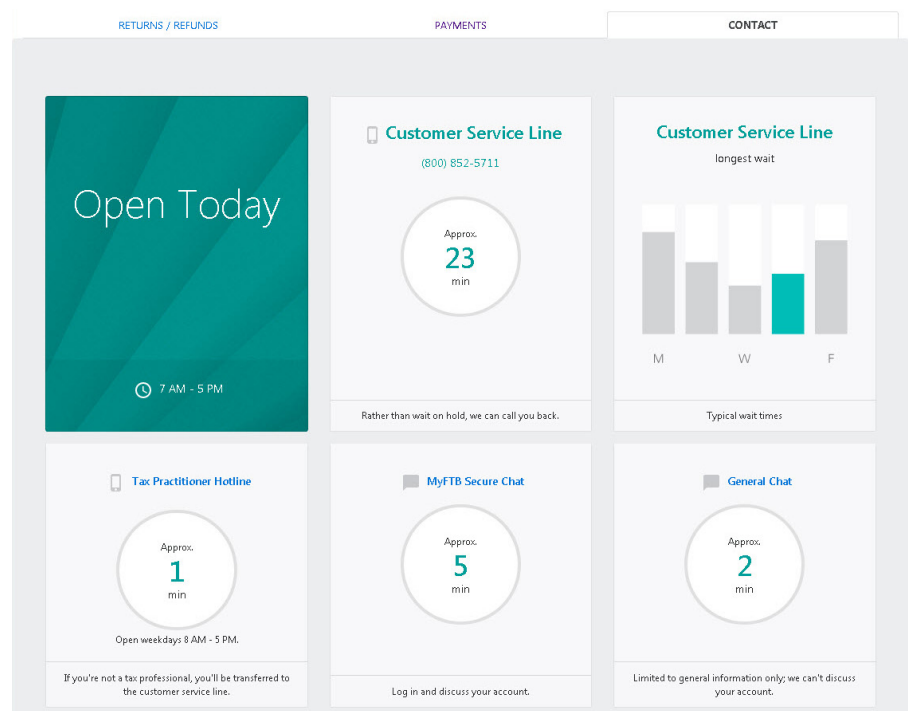 RETURNS / REFUNDS
PAYMENTS
CONTACT
Open Today
7 AM - 5 PM
Customer Service Line
(800) 852-5711
Approx.
23
min
Rather than wait on hold, we can call you back.
Customer Service Line
longest wait
M W F
Typical wait times
Tax Practitioner Hotline
Approx.
1
min
Open weekdays 8 AM - 5 PM.
If you're not a tax professional, you'll be transferred to
the customer service line.
MyFTB Secure Chat
Approx.
5
min
Log in and discuss your account.
General Chat
Approx.
2
min
Limited to general information only; we can't discuss
your account.